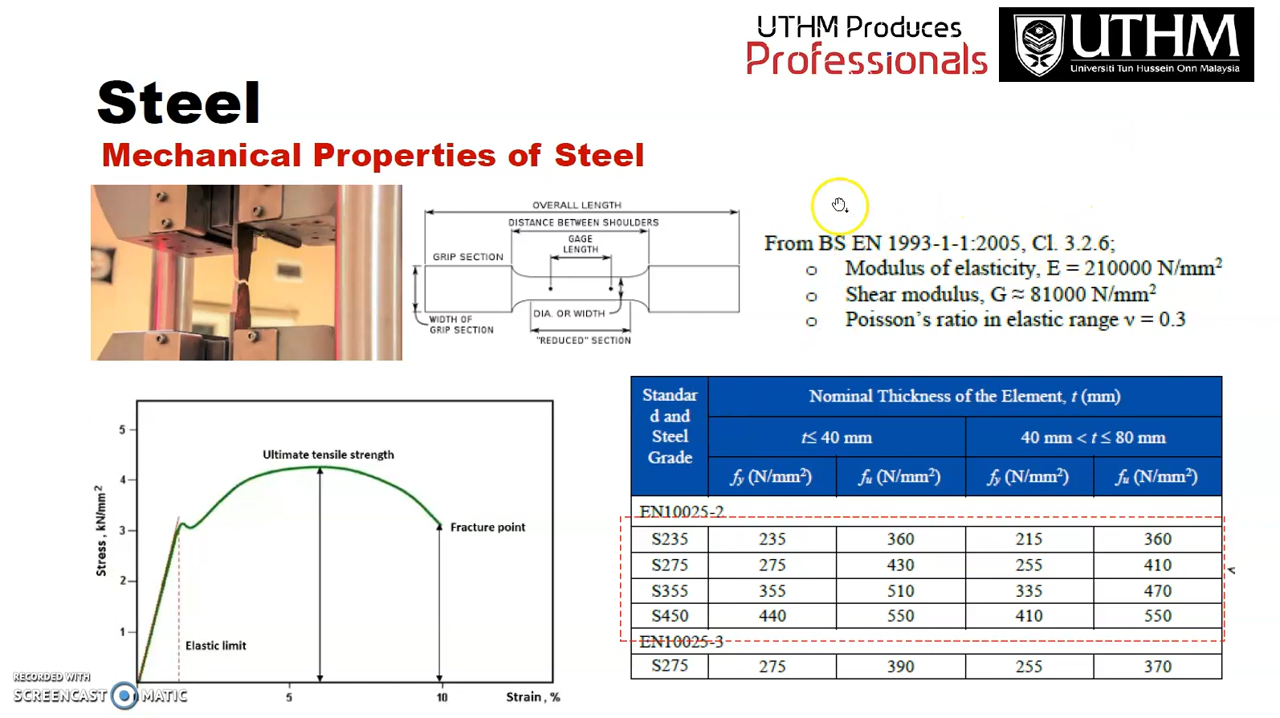 UTHM Produces
Professionals
UTHM
Universiti Tun Hussein Onn Malaysia
Steel
Mechanical Properties of Steel
OVERALL LENGTH
DISTANCE BETWEEN SHOULDERS
GAGE
LENGTH
GRIP SECTION
WIDTH OF
GRIP SECTION
DIA. OR WIDTH
"REDUCED" SECTION
From BS EN 1993-1-1:2005, Cl. 3.2.6;
o Modulus of elasticity, E = 210000 N/mm²
o Shear modulus, G ≈ 81000 N/mm²
o Poisson's ratio in elastic range ν = 0.3
Stress , kN/mm²
5
4
3
2
1
Ultimate tensile strength
Fracture point
Elastic limit
0 5 10 Strain , %
Standar
d and
Steel
Grade
Nominal Thickness of the Element, t (mm)
t≤ 40 mm 40 mm < t ≤ 80 mm
fy (N/mm²) fu (N/mm²) fy (N/mm²) fu (N/mm²)
EN10025-2
S235 235 360 215 360
S275 275 430 255 410
S355 355 510 335 470
S450 440 550 410 550
EN10025-3
S275 275 390 255 370
RECORDED WITH
SCREENCAST MATIC